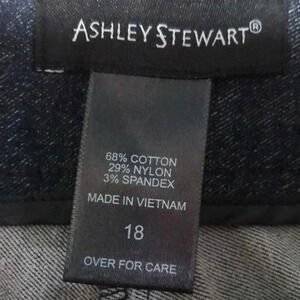 ASHLEY STEWART®
68% COTTON
29% NYLON
3% SPANDEX
MADE IN VIETNAM
18
OVER FOR CARE